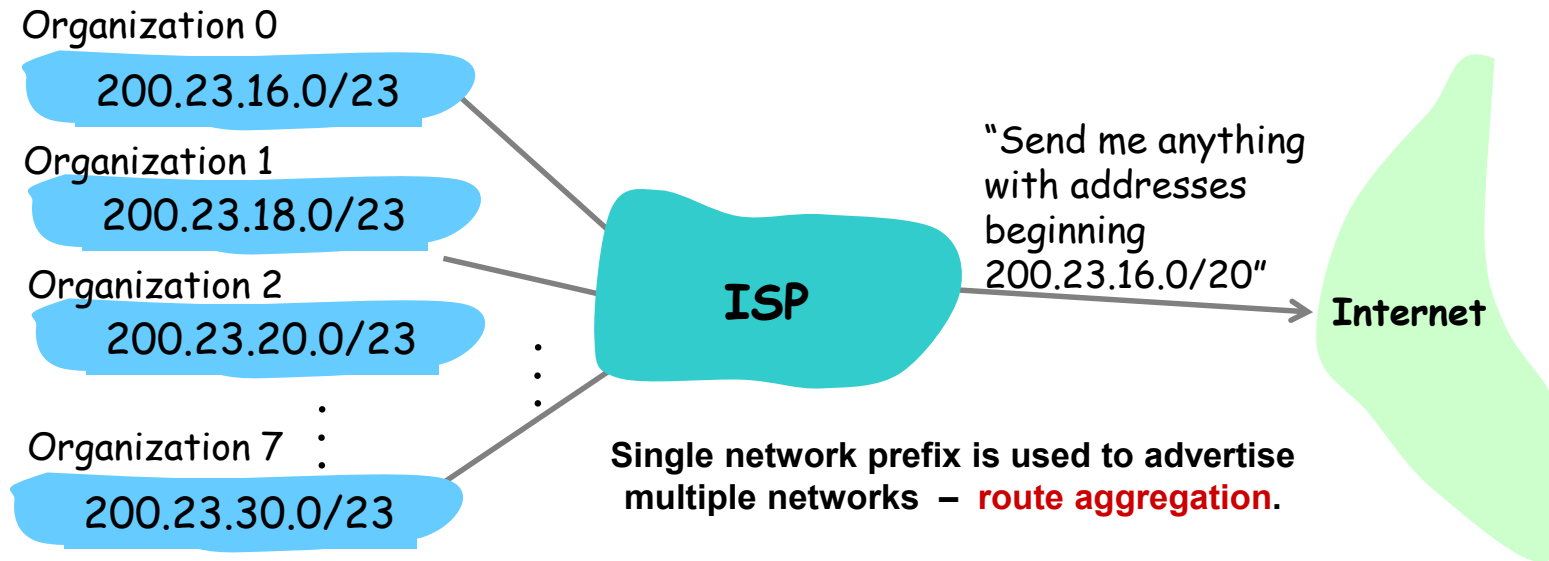 Organization 0
200.23.16.0/23
Organization 1
200.23.18.0/23
Organization 2
200.23.20.0/23
Organization 7
200.23.30.0/23
ISP
“Send me anything
with addresses
beginning
200.23.16.0/20”
Internet
Single network prefix is used to advertise
multiple networks – route aggregation.